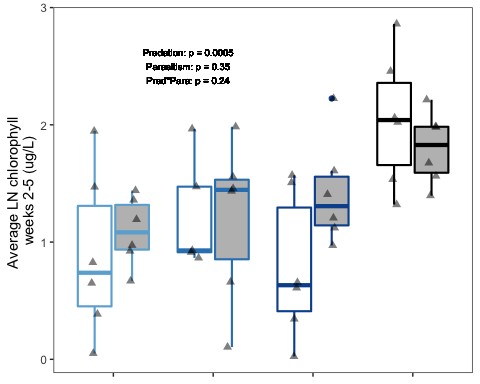 3
Predation: p = 0.0005
Parasitism: p = 0.35
Pred*Para: p = 0.24
2
Average LN chlorophyll
weeks 2-5 (ug/L)
1
0